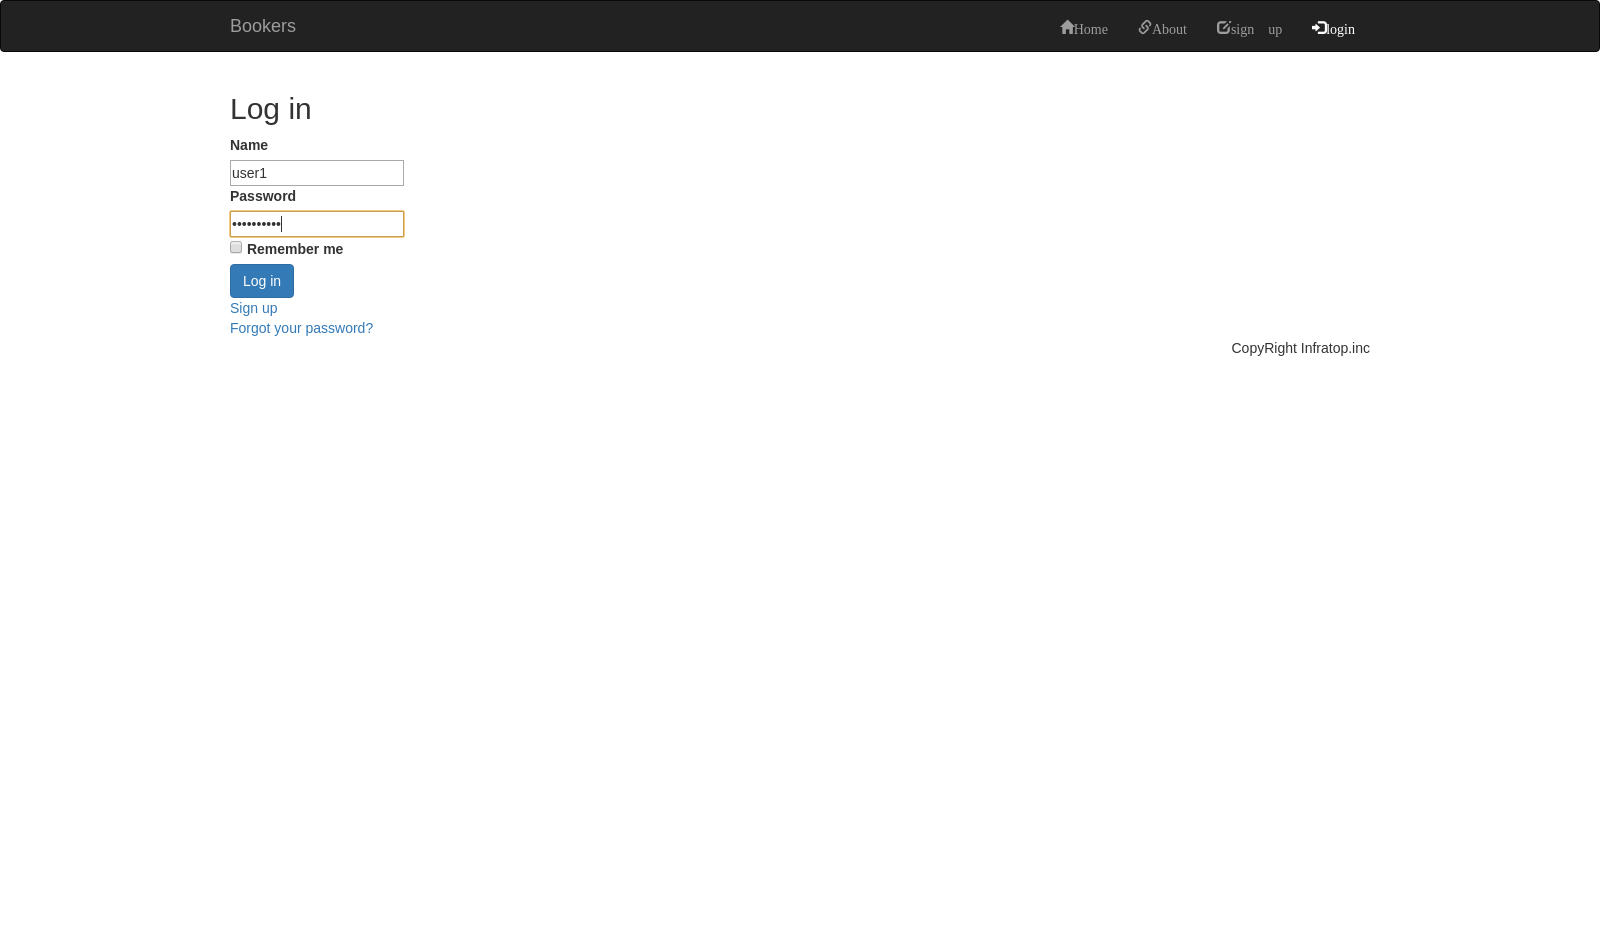 Bookers Home About sign up login
Log in
Name
user1
Password
••••••••••
Remember me
Log in
Sign up
Forgot your password?
CopyRight Infratop.inc